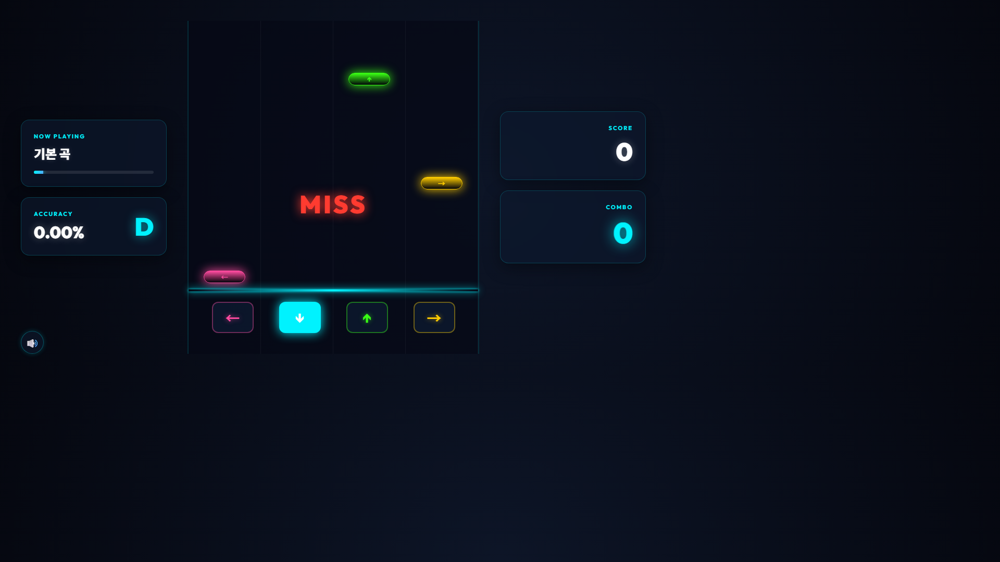 NOW PLAYING
기본 곡
ACCURACY
0.00%
D
↑
→
MISS
←
← ↓ ↑ →
SCORE
0
COMBO
0